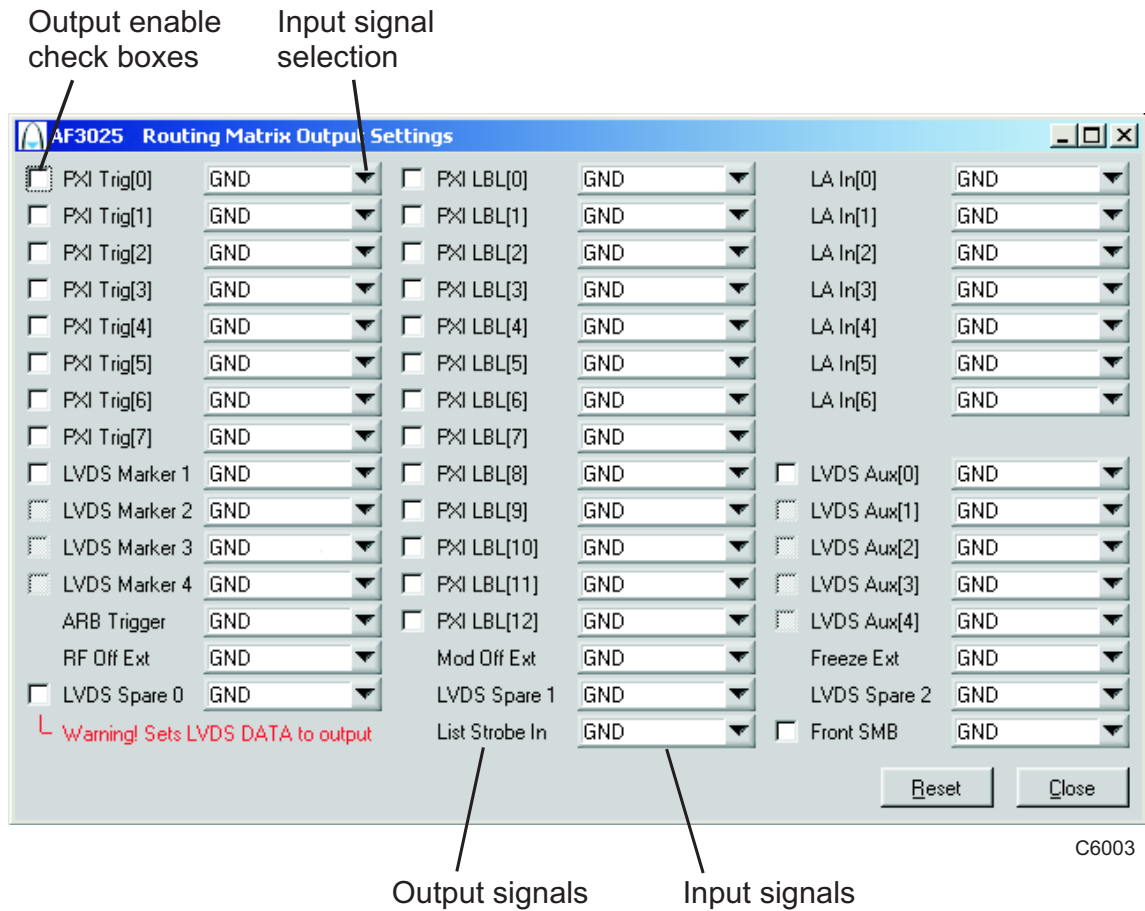 Output enable
check boxes
Input signal
selection
AF3025 Routing Matrix Output Settings
PXI Trig[0] GND PXI LBL[0] GND LA In[0] GND
PXI Trig[1] GND PXI LBL[1] GND LA In[1] GND
PXI Trig[2] GND PXI LBL[2] GND LA In[2] GND
PXI Trig[3] GND PXI LBL[3] GND LA In[3] GND
PXI Trig[4] GND PXI LBL[4] GND LA In[4] GND
PXI Trig[5] GND PXI LBL[5] GND LA In[5] GND
PXI Trig[6] GND PXI LBL[6] GND LA In[6] GND
PXI Trig[7] GND PXI LBL[7] GND
LVDS Marker 1 GND PXI LBL[8] GND LVDS Aux[0] GND
LVDS Marker 2 GND PXI LBL[9] GND LVDS Aux[1] GND
LVDS Marker 3 GND PXI LBL[10] GND LVDS Aux[2] GND
LVDS Marker 4 GND PXI LBL[11] GND LVDS Aux[3] GND
ARB Trigger GND PXI LBL[12] GND LVDS Aux[4] GND
RF Off Ext GND Mod Off Ext GND Freeze Ext GND
LVDS Spare 0 GND LVDS Spare 1 GND LVDS Spare 2 GND
Warning! Sets LVDS DATA to output List Strobe In GND Front SMB GND
Reset Close
C6003
Output signals Input signals